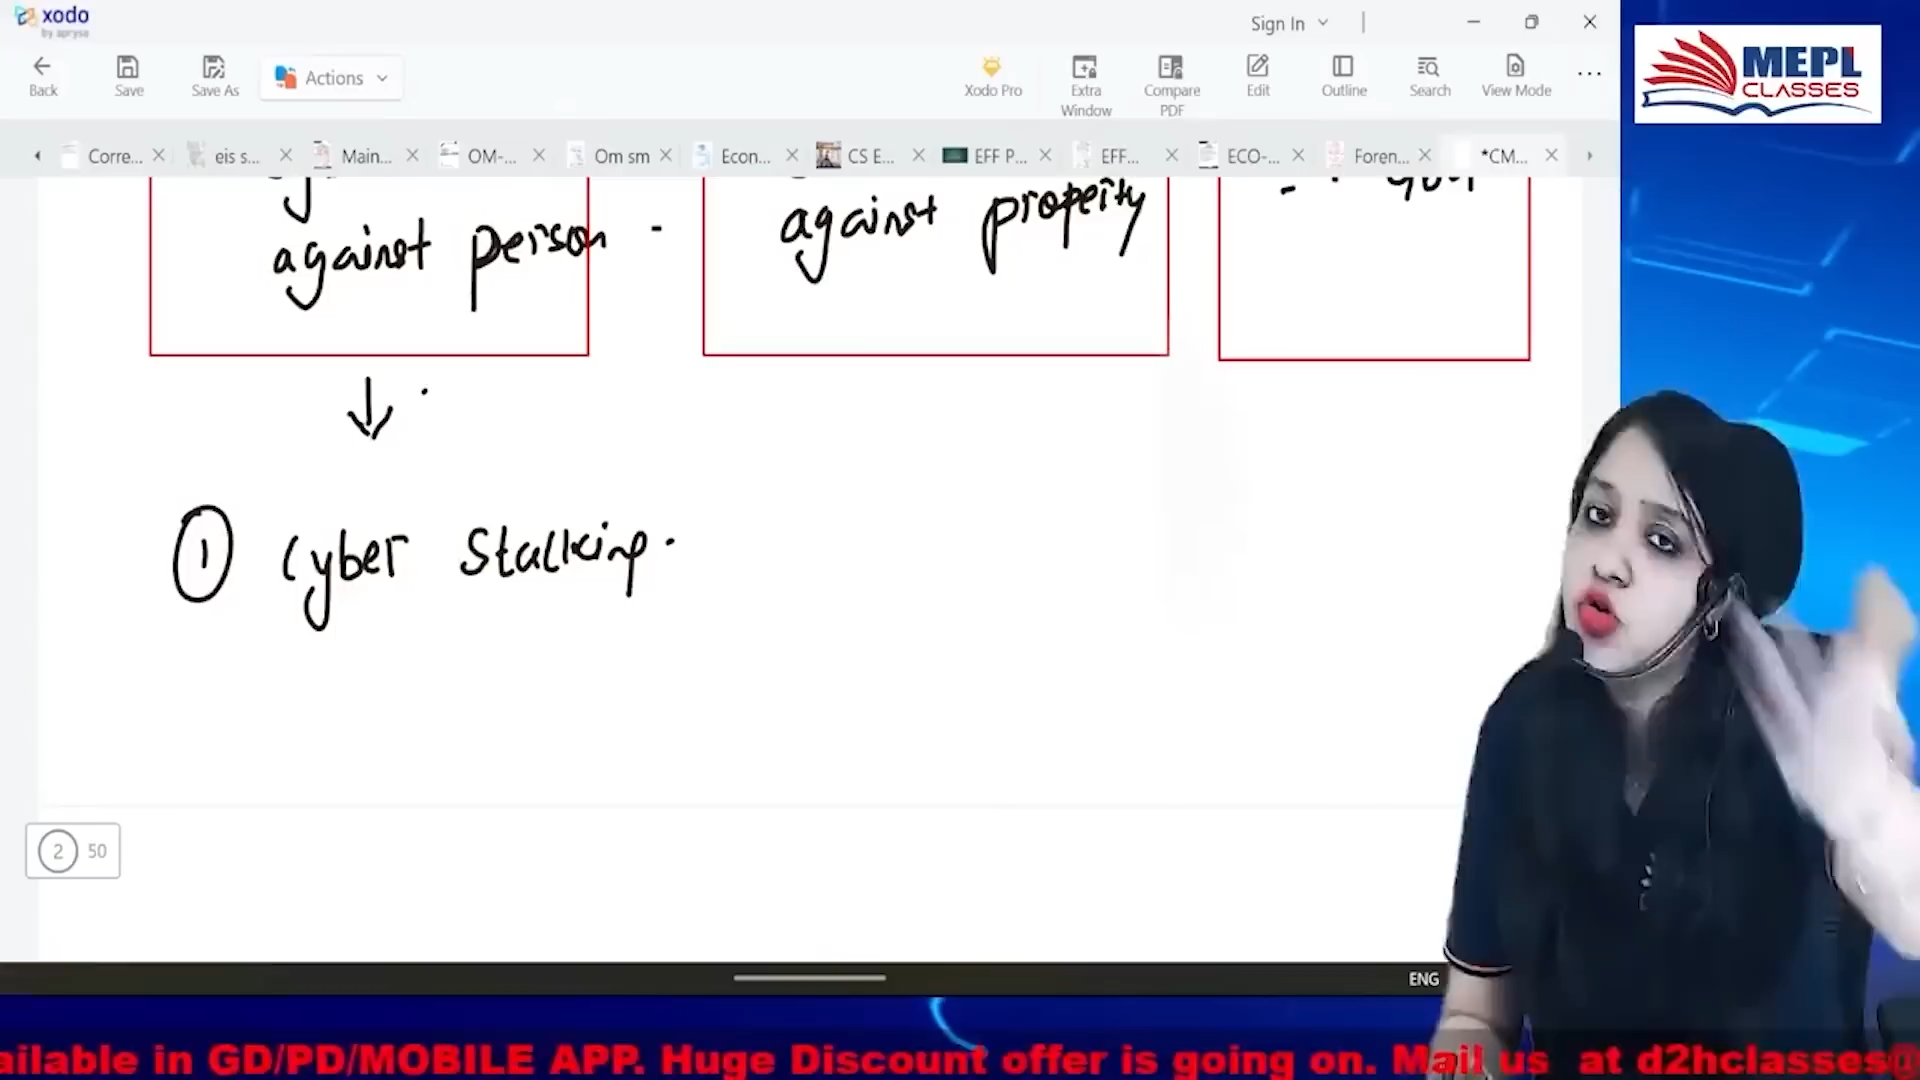 xodo
by apryse
Sign In
Back
Save
Save As
Actions
Xodo Pro
Extra Window
Compare PDF
Edit
Outline
Search
View Mode
MEPL
CLASSES
Corre...
eis s...
Main...
OM-...
Om sm
Econ...
CS E...
EFF P...
EFF...
ECO-...
Foren...
*CM...
against person -
against property
↓
① Cyber Stalking.
2 50
ENG
ailable in GD/PD/MOBILE APP. Huge Discount offer is going on. Mail us at d2hclasses@